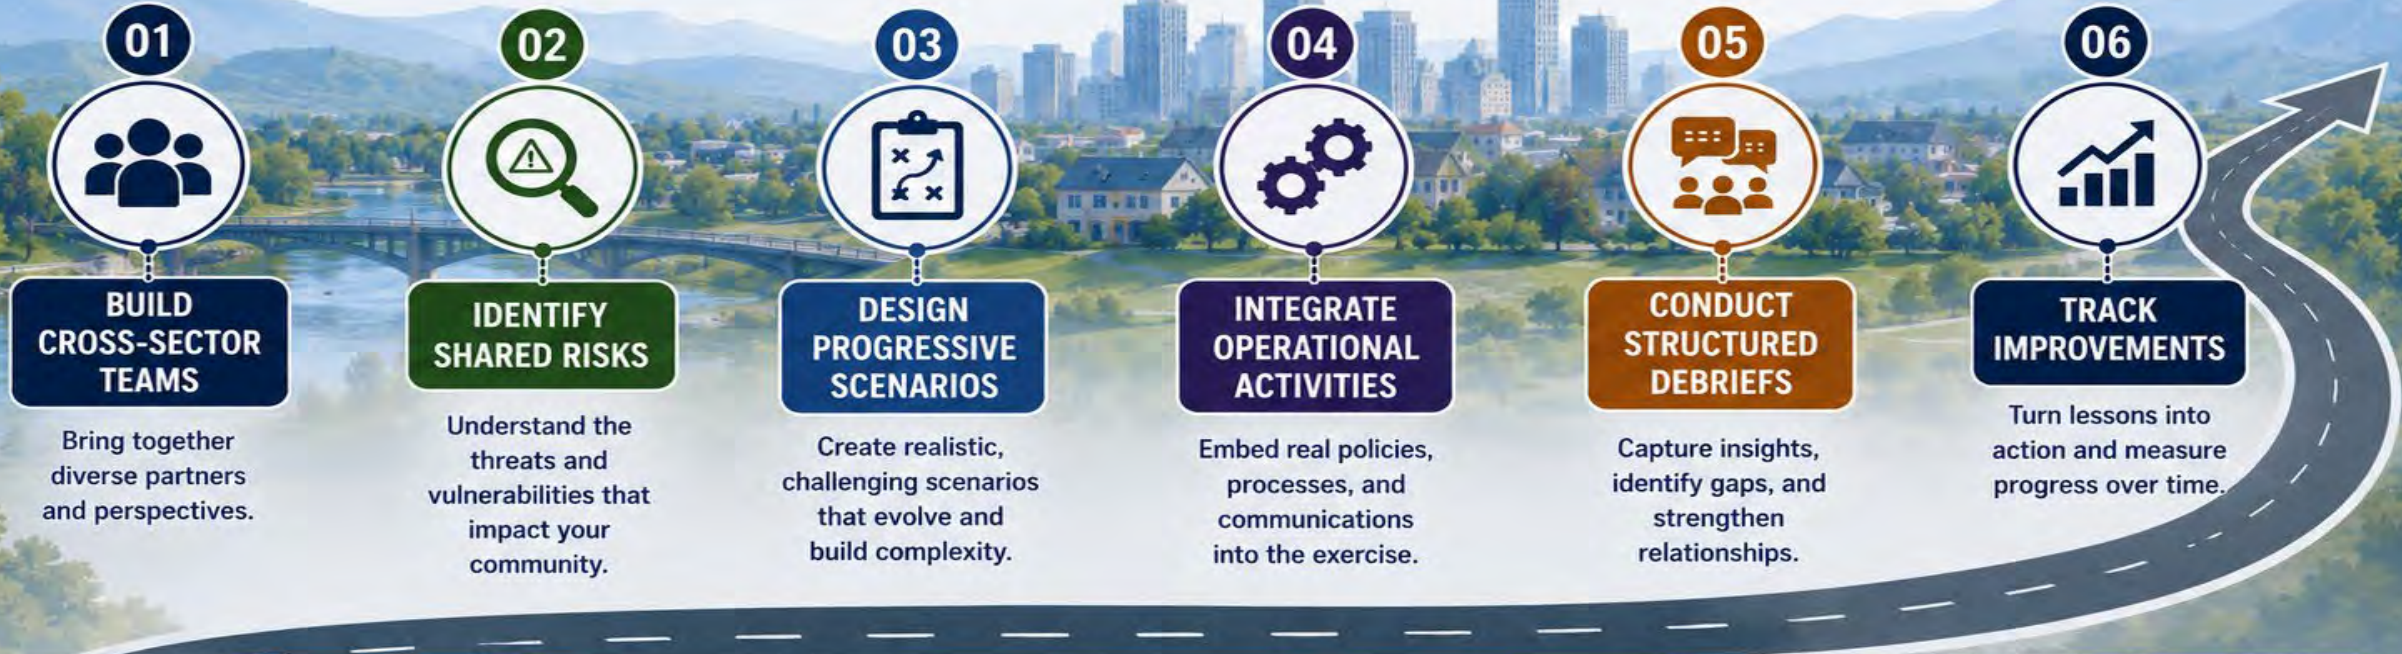 01
BUILD
CROSS-SECTOR
TEAMS
Bring together
diverse partners
and perspectives.
02
IDENTIFY
SHARED RISKS
Understand the
threats and
vulnerabilities that
impact your
community.
03
DESIGN
PROGRESSIVE
SCENARIOS
Create realistic,
challenging scenarios
that evolve and
build complexity.
04
INTEGRATE
OPERATIONAL
ACTIVITIES
Embed real policies,
processes, and
communications
into the exercise.
05
CONDUCT
STRUCTURED
DEBRIEFS
Capture insights,
identify gaps, and
strengthen
relationships.
06
TRACK
IMPROVEMENTS
Turn lessons into
action and measure
progress over time.